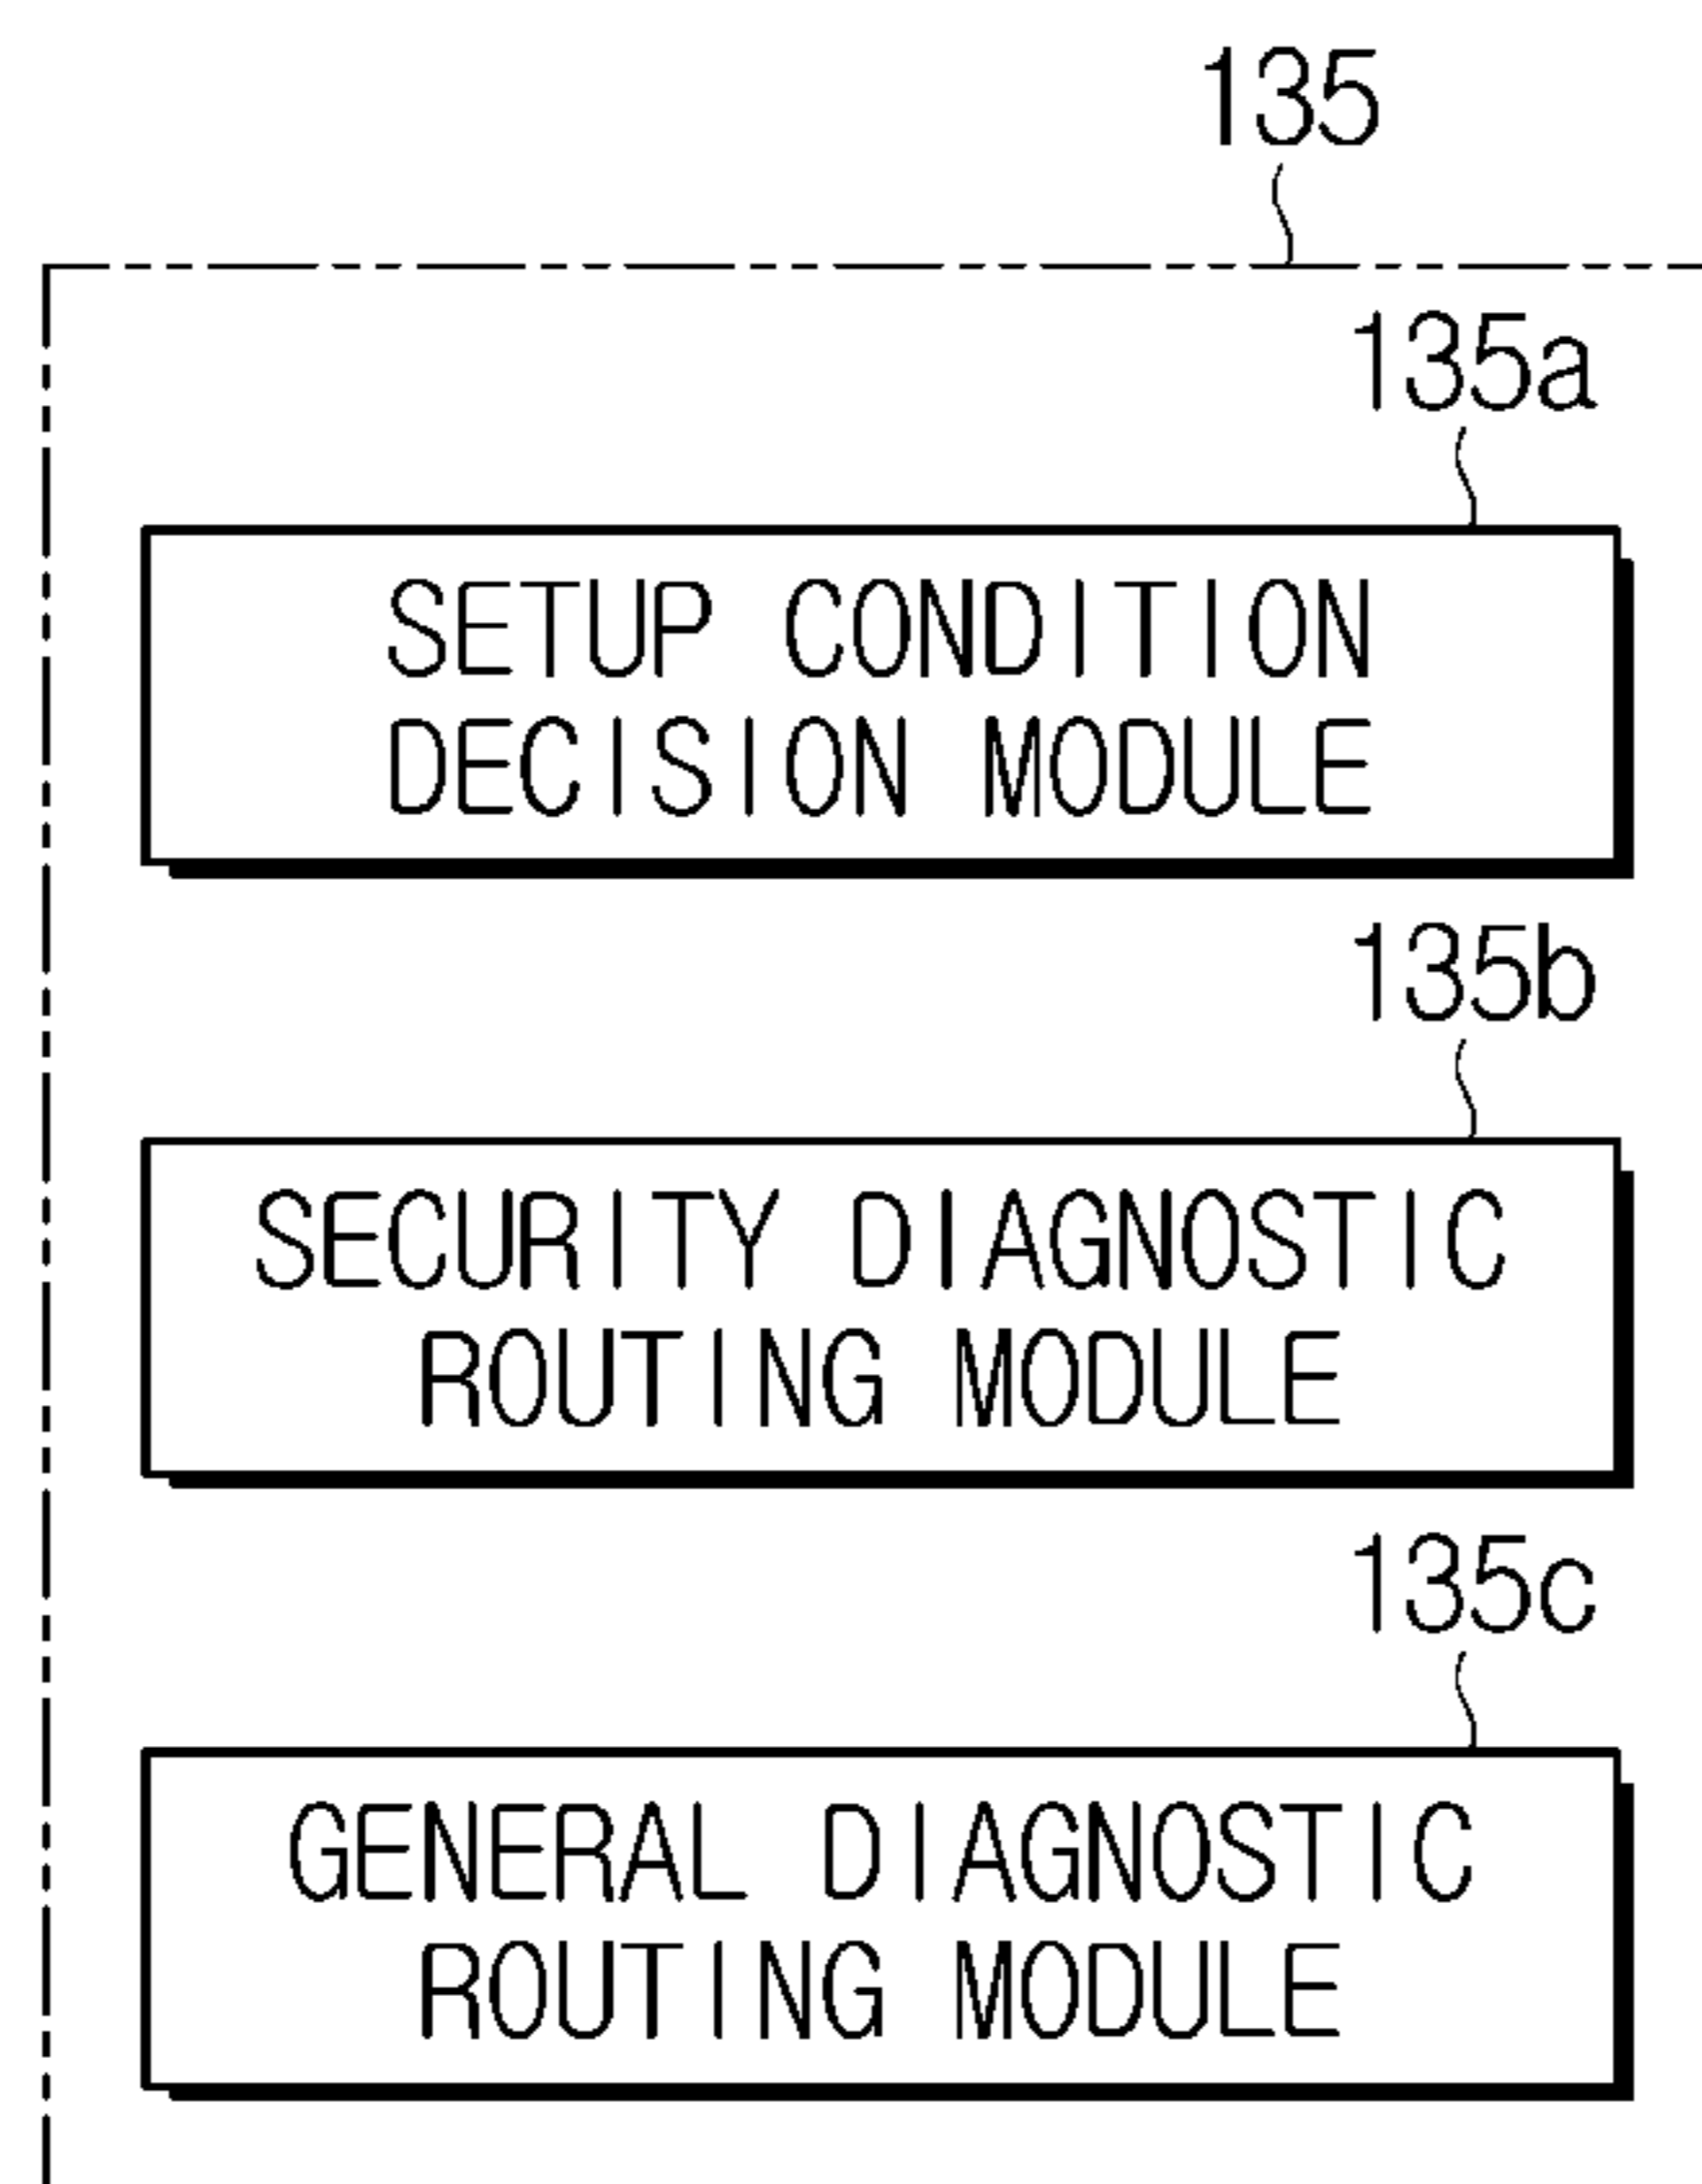 135
135a
SETUP CONDITION
DECISION MODULE
135b
SECURITY DIAGNOSTIC
ROUTING MODULE
135c
GENERAL DIAGNOSTIC
ROUTING MODULE